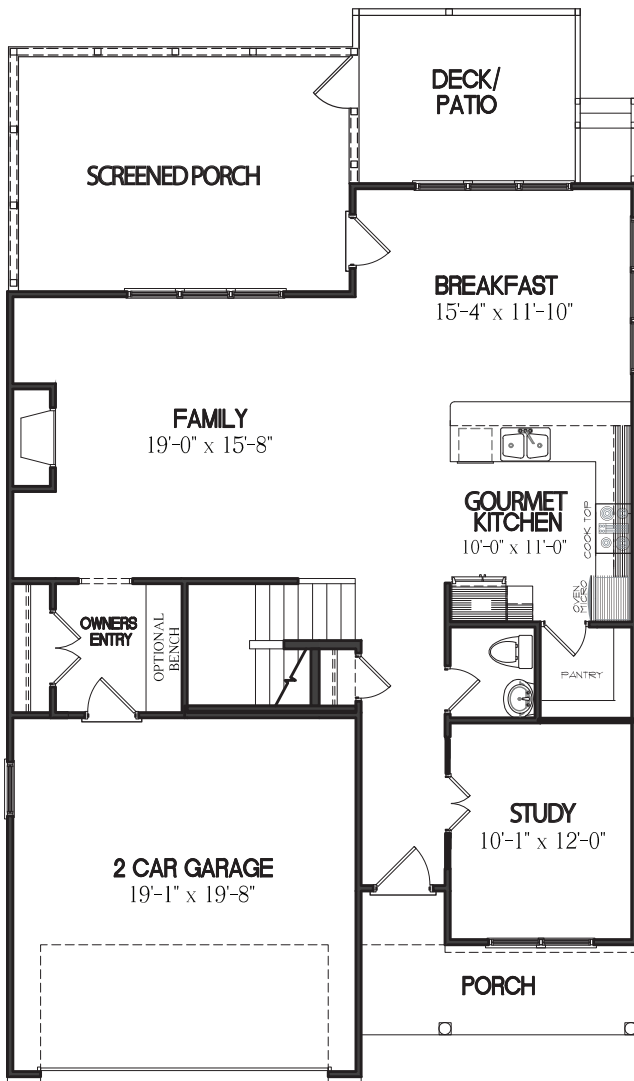 DECK/
PATIO
SCREENED PORCH
BREAKFAST
15'-4" x 11'-10"
FAMILY
19'-0" x 15'-8"
GOURMET
KITCHEN
10'-0" x 11'-0"
COOK TOP
OVEN
MICRO
OWNERS
ENTRY
OPTIONAL
BENCH
PANTRY
STUDY
10'-1" x 12'-0"
2 CAR GARAGE
19'-1" x 19'-8"
PORCH